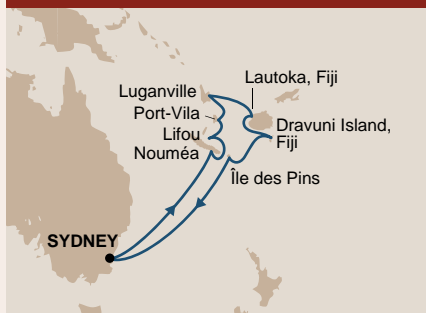 Luganville
Lautoka, Fiji
Port-Vila
Lifou
Nouméa
Dravuni Island,
Fiji
Île des Pins
SYDNEY